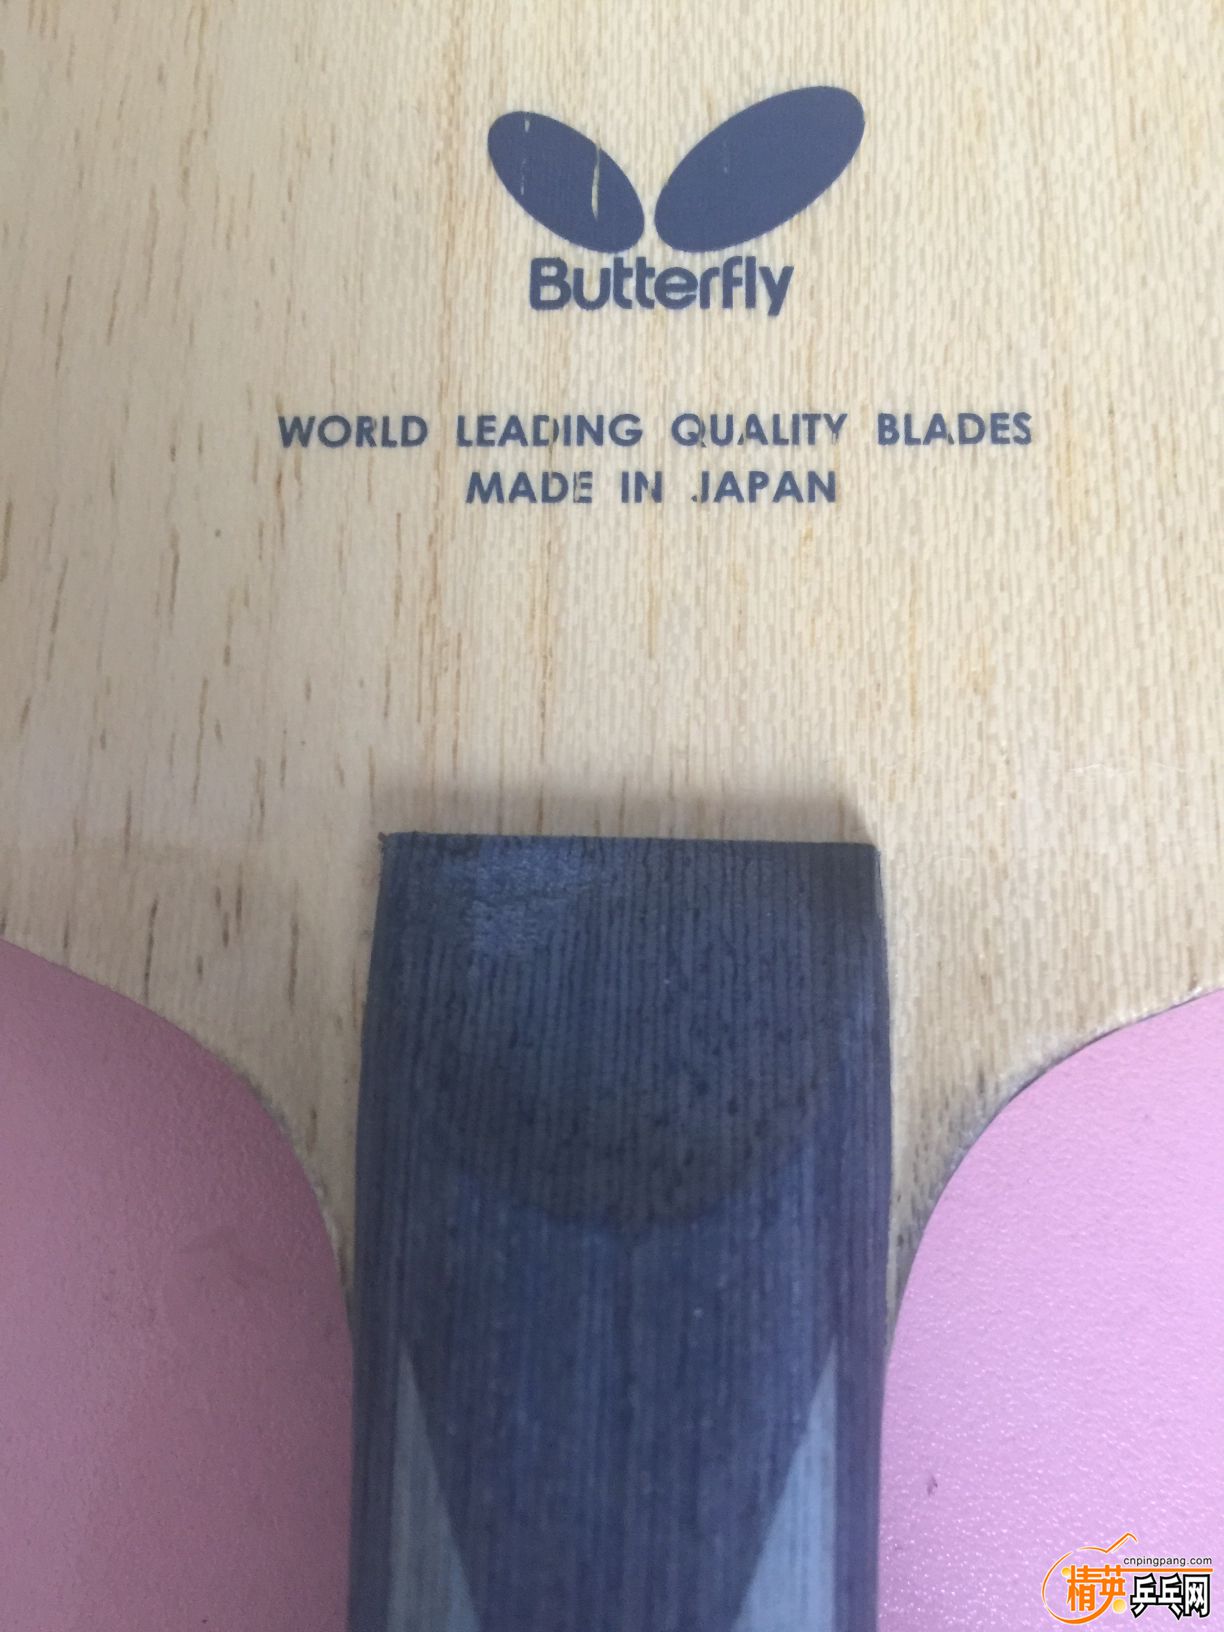 Butterfly
WORLD LEADING QUALITY BLADES
MADE IN JAPAN
cnpingpang.com
精英乒乓网